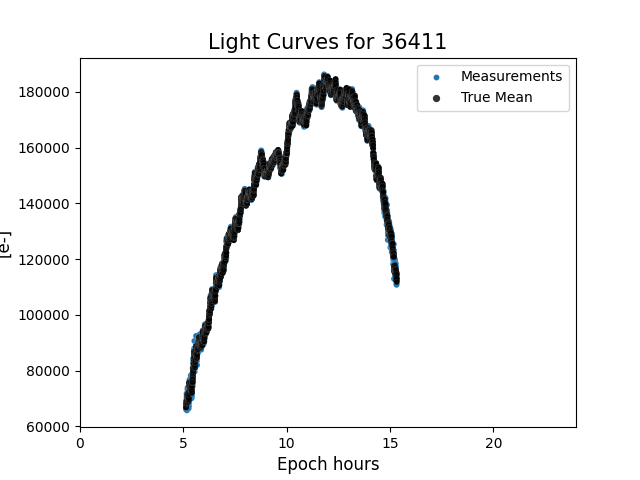 Light Curves for 36411
Measurements
True Mean
180000
160000
140000
120000
100000
80000
60000
[e-]
0 5 10 15 20
Epoch hours